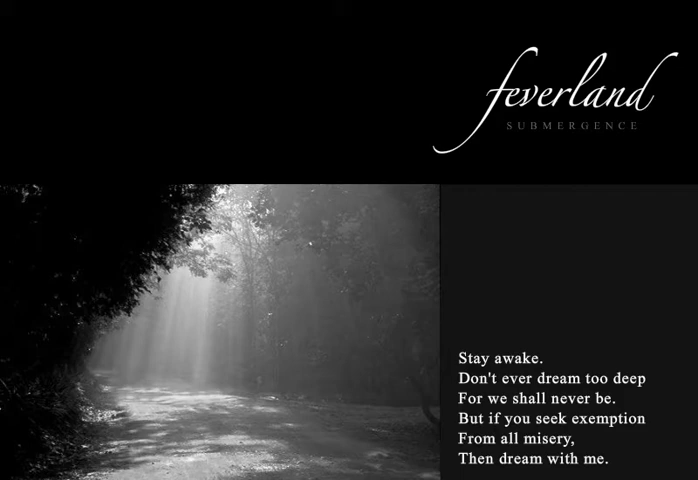 feverland
SUBMERGENCE
Stay awake.
Don't ever dream too deep
For we shall never be.
But if you seek exemption
From all misery,
Then dream with me.